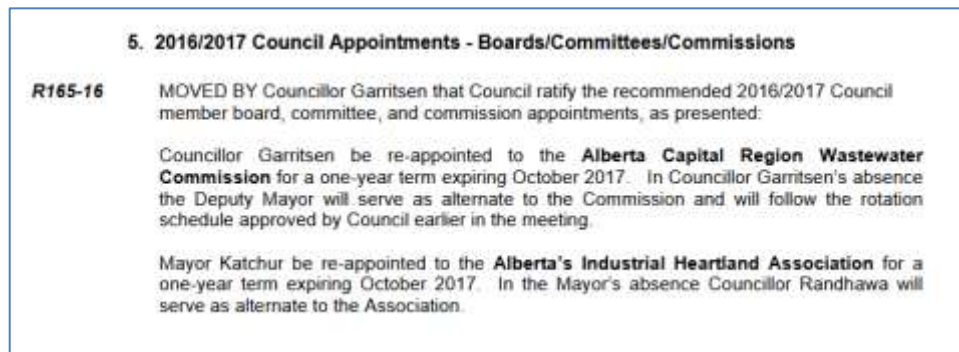 5. 2016/2017 Council Appointments - Boards/Committees/Commissions
R165-16 MOVED BY Councillor Garritsen that Council ratify the recommended 2016/2017 Council
member board, committee, and commission appointments, as presented:
Councillor Garritsen be re-appointed to the Alberta Capital Region Wastewater
Commission for a one-year term expiring October 2017. In Councillor Garritsen's absence
the Deputy Mayor will serve as alternate to the Commission and will follow the rotation
schedule approved by Council earlier in the meeting.
Mayor Katchur be re-appointed to the Alberta's Industrial Heartland Association for a
one-year term expiring October 2017. In the Mayor's absence Councillor Randhawa will
serve as alternate to the Association.